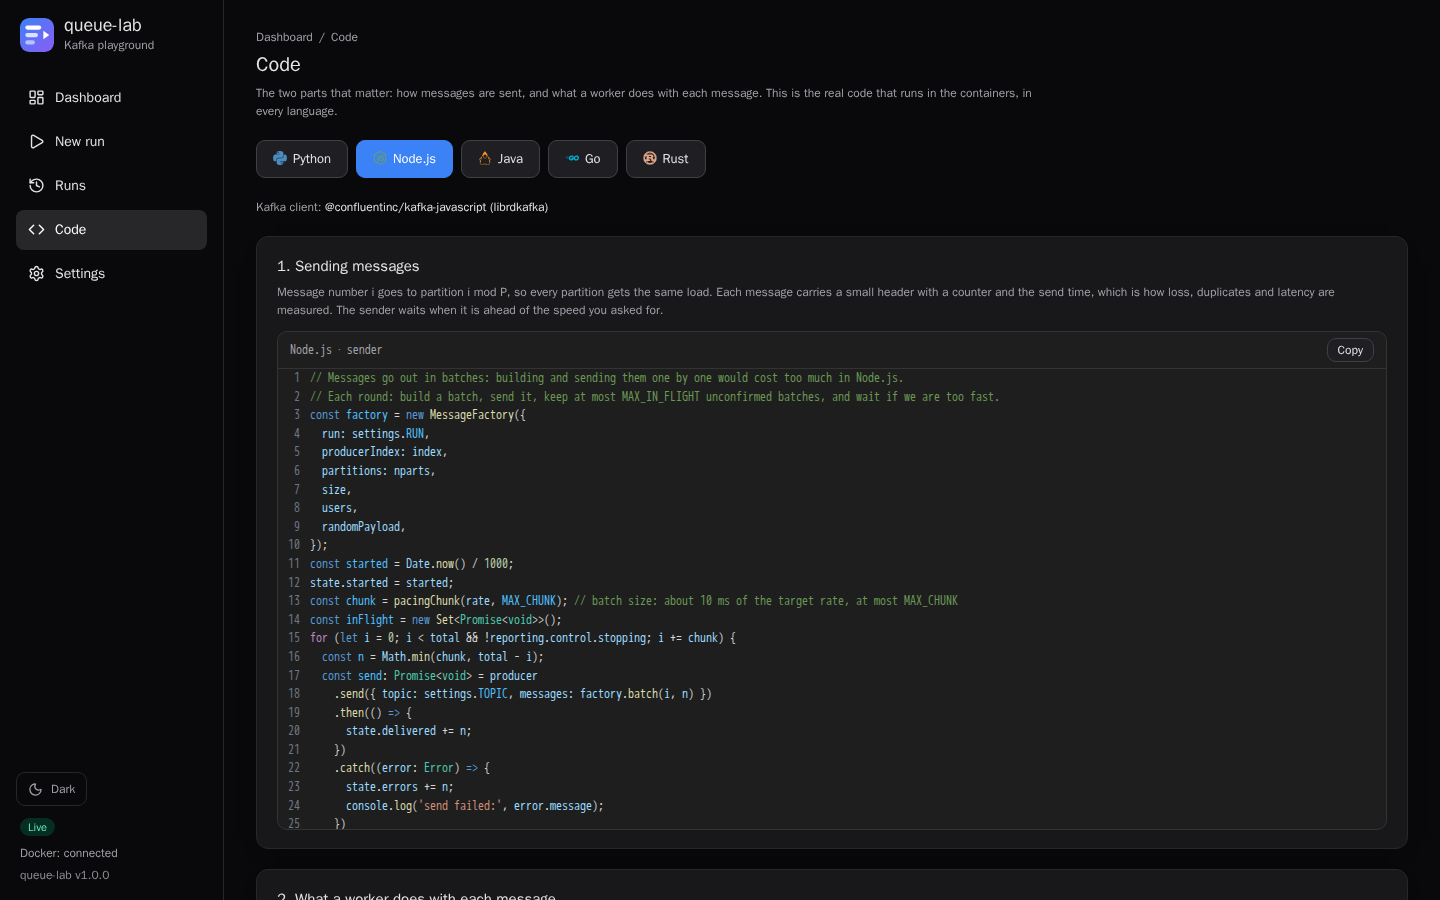 queue-lab
Kafka playground
Dashboard
New run
Runs
Code
Settings
Dark
Live
Docker: connected
queue-lab v1.0.0
Dashboard / Code
Code
The two parts that matter: how messages are sent, and what a worker does with each message. This is the real code that runs in the containers, in
every language.
Python
Node.js
Java
Go
Rust
Kafka client: @confluentinc/kafka-javascript (librdkafka)
1. Sending messages
Message number i goes to partition i mod P, so every partition gets the same load. Each message carries a small header with a counter and the send time, which is how loss, duplicates and latency are
measured. The sender waits when it is ahead of the speed you asked for.
Node.js · sender
Copy
1 // Messages go out in batches: building and sending them one by one would cost too much in Node.js.
2 // Each round: build a batch, send it, keep at most MAX_IN_FLIGHT unconfirmed batches, and wait if we are too fast.
3 const factory = new MessageFactory({
4   run: settings.RUN,
5   producerIndex: index,
6   partitions: nparts,
7   size,
8   users,
9   randomPayload,
10 });
11 const started = Date.now() / 1000;
12 state.started = started;
13 const chunk = pacingChunk(rate, MAX_CHUNK); // batch size: about 10 ms of the target rate, at most MAX_CHUNK
14 const inFlight = new Set<Promise<void>>();
15 for (let i = 0; i < total && !reporting.control.stopping; i += chunk) {
16   const n = Math.min(chunk, total - i);
17   const send: Promise<void> = producer
18     .send({ topic: settings.TOPIC, messages: factory.batch(i, n) })
19     .then(() => {
20       state.delivered += n;
21     })
22     .catch((error: Error) => {
23       state.errors += n;
24       console.log('send failed:', error.message);
25     })
2. What a worker does with each message